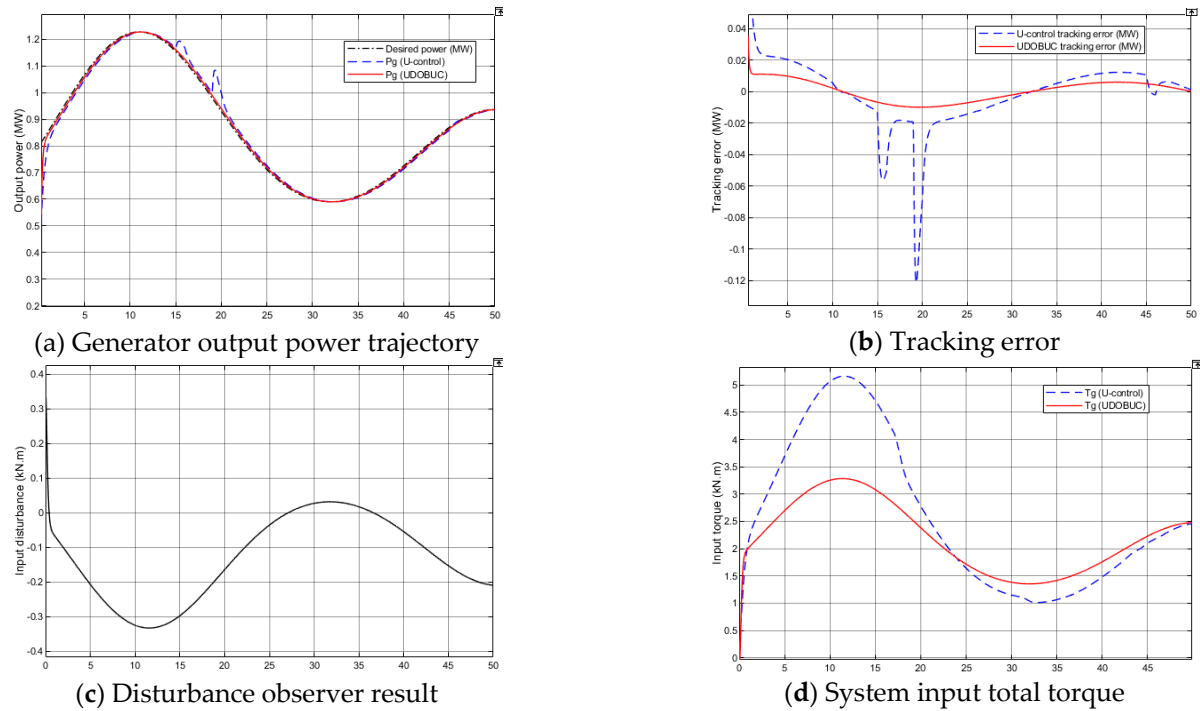 Output power (MW)
1.2
1.1
1
0.9
0.8
0.7
0.6
0.5
0.4
0.3
0.2
5 10 15 20 25 30 35 40 45 50
Desired power (MW)
Pg (U-control)
Pg (UDOBUC)
(a) Generator output power trajectory
Tracking error (MW)
0.04
0.02
0
-0.02
-0.04
-0.06
-0.08
-0.1
-0.12
5 10 15 20 25 30 35 40 45 50
U-control tracking error (MW)
UDOBUC tracking error (MW)
(b) Tracking error
Input disturbance (kN.m)
0.4
0.3
0.2
0.1
0
-0.1
-0.2
-0.3
-0.4
0 5 10 15 20 25 30 35 40 45 50
(c) Disturbance observer result
Input torque (kN.m)
5
4.5
4
3.5
3
2.5
2
1.5
1
0.5
0
0 5 10 15 20 25 30 35 40 45
Tg (U-control)
Tg (UDOBUC)
(d) System input total torque